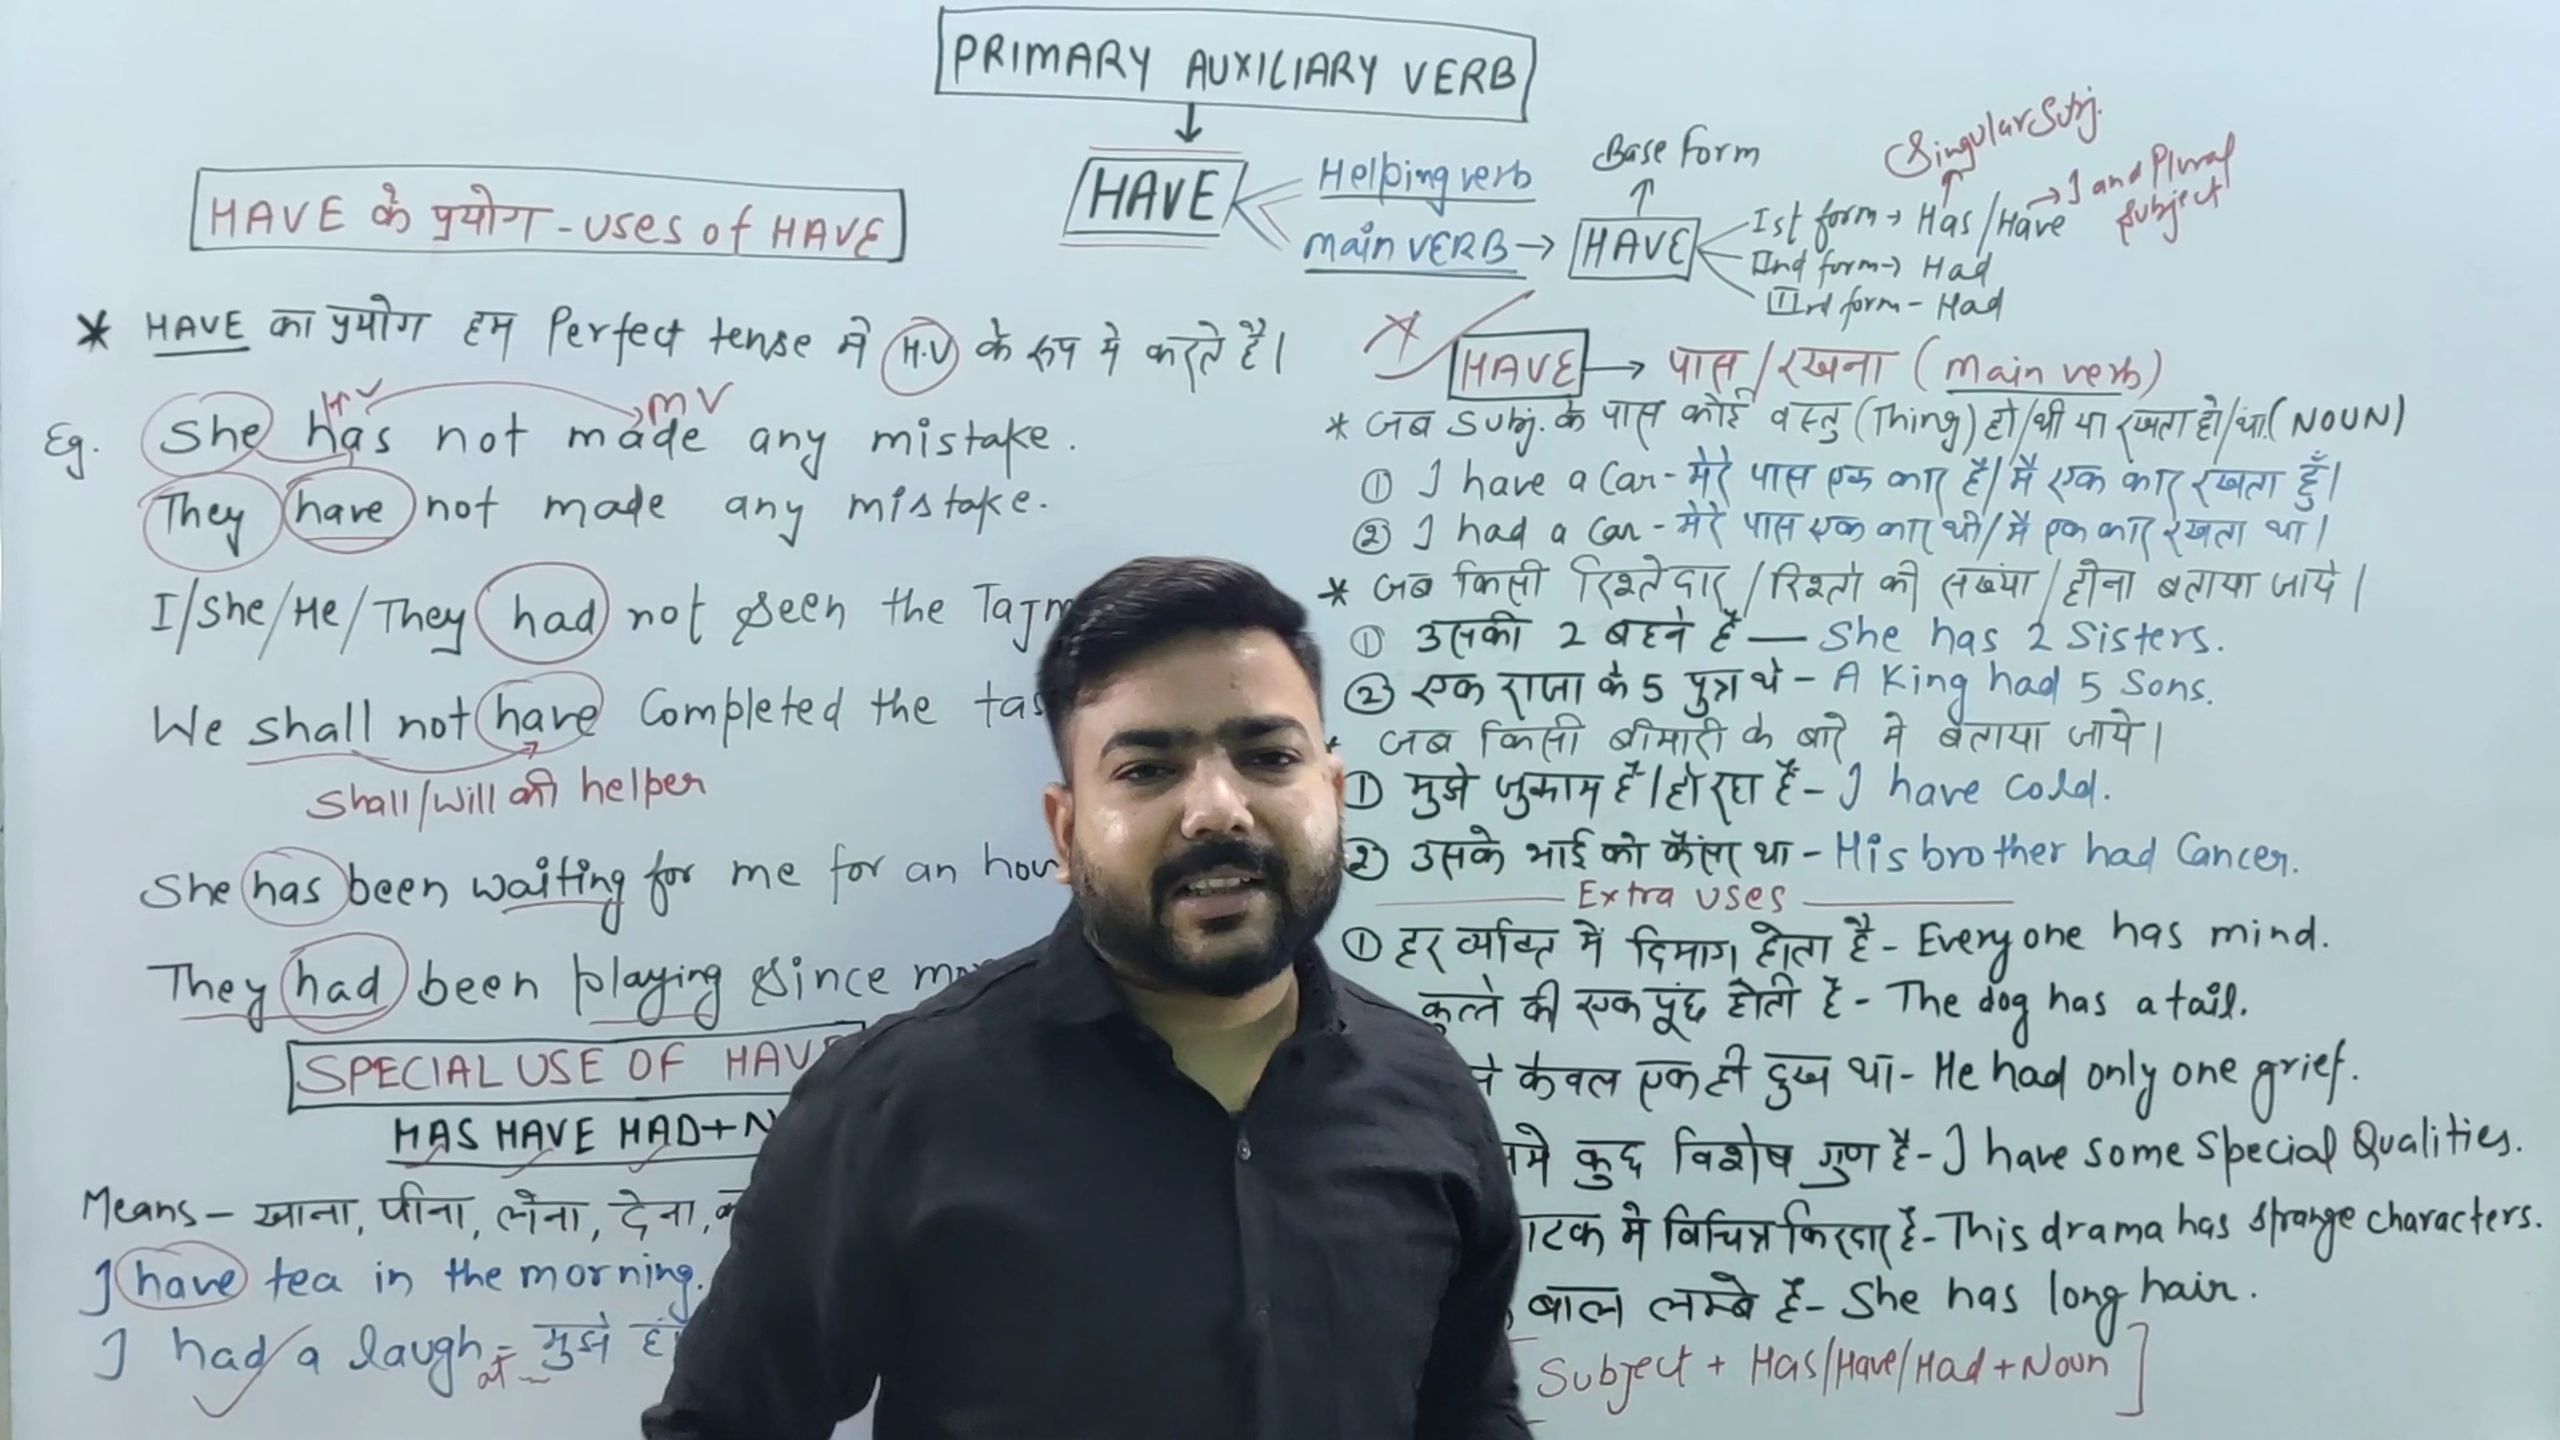 PRIMARY AUXILIARY VERB
HAVE
Helping verb
main VERB → HAVE
Base form
Ist form → Has/Have
Singular Subj.
I and Plural
Subject
IInd form → Had
IIIrd form - Had
HAVE के प्रयोग - uses of HAVE
* HAVE का प्रयोग हम Perfect tense में H.V के रूप मे करते है।
H V
M V
Eg. She has not made any mistake.
They have not made any mistake.
I/She/He/They had not seen the
We shall not have Completed the
Shall/will की helper
She has been waiting for me for an
They had been playing since
SPECIAL USE OF
HAS HAVE HAD+
Means - खाना, पीना, लेना, देना,
I have tea in the morning.
I had a laugh = मुझे
at
HAVE → पास/रखना (main verb)
* जब Subj. के पास कोई वस्तु (Thing) हो/थी या रखता हो/था (NOUN)
① I have a Car - मेरे पास एक कार है/मै एक कार रखता हूँ।
② I had a Car - मेरे पास एक कार थी/मै एक कार रखता था।
* जब किसी रिश्तेदार/रिश्तो की सख्यां/होना बताया जाये।
① उसकी 2 बहने है — She has 2 Sisters.
② एक राजा के 5 पुत्र थे - A King had 5 Sons.
जब किसी बीमारी के बारे मे बताया जाये।
① मुझे जुकाम है/हो रहा है - I have Cold.
② उसके भाई को कैंसर था - His brother had Cancer.
Extra uses
① हर व्यक्ति में दिमाग होता है - Everyone has mind.
कुत्ते की एक पूंछ होती है - The dog has a tail.
केवल एक ही दुख था - He had only one grief.
कुछ विशेष गुण है - I have some Special Qualities.
मे विचित्र किरदार है - This drama has strange characters.
बाल लम्बे है - She has long hair.
[Subject + Has/Have/Had + Noun]